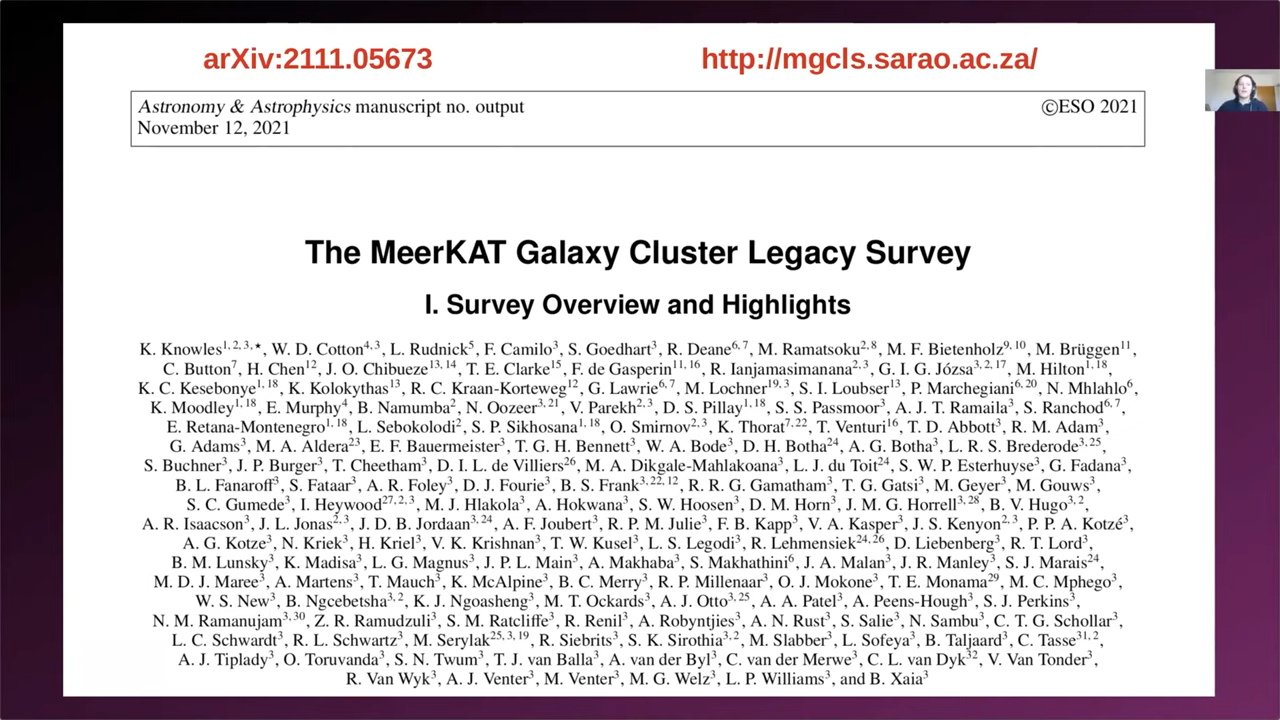 arXiv:2111.05673 http://mgcls.sarao.ac.za/
Astronomy & Astrophysics manuscript no. output ©ESO 2021
November 12, 2021
The MeerKAT Galaxy Cluster Legacy Survey
I. Survey Overview and Highlights
K. Knowles1, 2, 3, ⋆, W. D. Cotton4, 3, L. Rudnick5, F. Camilo3, S. Goedhart3, R. Deane6, 7, M. Ramatsoku2, 8, M. F. Bietenholz9, 10, M. Brüggen11,
C. Button7, H. Chen12, J. O. Chibueze13, 14, T. E. Clarke15, F. de Gasperin11, 16, R. Ianjamasimanana2, 3, G. I. G. Józsa3, 2, 17, M. Hilton1, 18,
K. C. Kesebonye1, 18, K. Kolokythas13, R. C. Kraan-Korteweg12, G. Lawrie6, 7, M. Lochner19, 3, S. I. Loubser13, P. Marchegiani6, 20, N. Mhlahlo6,
K. Moodley1, 18, E. Murphy4, B. Namumba2, N. Oozeer3, 21, V. Parekh2, 3, D. S. Pillay1, 18, S. S. Passmoor3, A. J. T. Ramaila3, S. Ranchod6, 7,
E. Retana-Montenegro1, 18, L. Sebokolodi2, S. P. Sikhosana1, 18, O. Smirnov2, 3, K. Thorat7, 22, T. Venturi16, T. D. Abbott3, R. M. Adam3,
G. Adams3, M. A. Aldera23, E. F. Bauermeister3, T. G. H. Bennett3, W. A. Bode3, D. H. Botha24, A. G. Botha3, L. R. S. Brederode3, 25,
S. Buchner3, J. P. Burger3, T. Cheetham3, D. I. L. de Villiers26, M. A. Dikgale-Mahlakoana3, L. J. du Toit24, S. W. P. Esterhuyse3, G. Fadana3,
B. L. Fanaroff3, S. Fataar3, A. R. Foley3, D. J. Fourie3, B. S. Frank3, 22, 12, R. R. G. Gamatham3, T. G. Gatsi3, M. Geyer3, M. Gouws3,
S. C. Gumede3, I. Heywood27, 2, 3, M. J. Hlakola3, A. Hokwana3, S. W. Hoosen3, D. M. Horn3, J. M. G. Horrell3, 28, B. V. Hugo3, 2,
A. R. Isaacson3, J. L. Jonas2, 3, J. D. B. Jordaan3, 24, A. F. Joubert3, R. P. M. Julie3, F. B. Kapp3, V. A. Kasper3, J. S. Kenyon2, 3, P. P. A. Kotzé3,
A. G. Kotze3, N. Kriek3, H. Kriel3, V. K. Krishnan3, T. W. Kusel3, L. S. Legodi3, R. Lehmensiek24, 26, D. Liebenberg3, R. T. Lord3,
B. M. Lunsky3, K. Madisa3, L. G. Magnus3, J. P. L. Main3, A. Makhaba3, S. Makhathini6, J. A. Malan3, J. R. Manley3, S. J. Marais24,
M. D. J. Maree3, A. Martens3, T. Mauch3, K. McAlpine3, B. C. Merry3, R. P. Millenaar3, O. J. Mokone3, T. E. Monama29, M. C. Mphego3,
W. S. New3, B. Ngcebetsha3, 2, K. J. Ngoasheng3, M. T. Ockards3, A. J. Otto3, 25, A. A. Patel3, A. Peens-Hough3, S. J. Perkins3,
N. M. Ramanujam3, 30, Z. R. Ramudzuli3, S. M. Ratcliffe3, R. Renil3, A. Robyntjies3, A. N. Rust3, S. Salie3, N. Sambu3, C. T. G. Schollar3,
L. C. Schwardt3, R. L. Schwartz3, M. Serylak25, 3, 19, R. Siebrits3, S. K. Sirothia3, 2, M. Slabber3, L. Sofeya3, B. Taljaard3, C. Tasse31, 2,
A. J. Tiplady3, O. Toruvanda3, S. N. Twum3, T. J. van Balla3, A. van der Byl3, C. van der Merwe3, C. L. van Dyk32, V. Van Tonder3,
R. Van Wyk3, A. J. Venter3, M. Venter3, M. G. Welz3, L. P. Williams3, and B. Xaia3